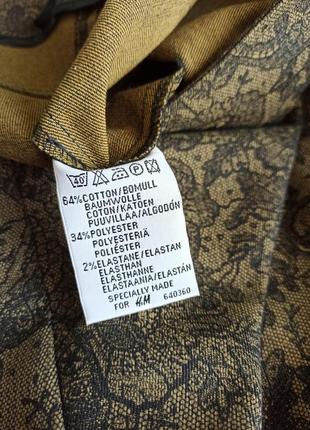 40
64% COTTON/BOMULL
BAUMWOLLE
COTON/KATOEN
PUUVILLAA/ALGODÓN
34% POLYESTER
POLYESTERIÄ
POLIÉSTER
2% ELASTANE/ELASTAN
ELASTHAN
ELASTHANNE
ELASTAANIA/ELASTÁN
SPECIALLY MADE
FOR H&M 640360